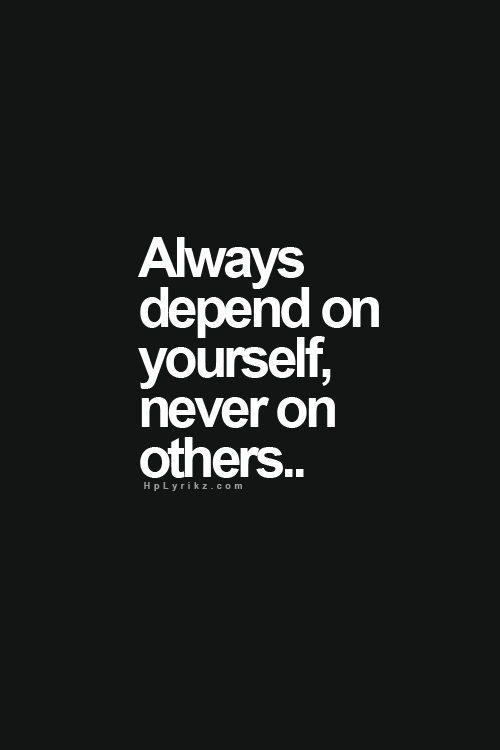 Always
depend on
yourself,
never on
others..
HpLyrikz.com